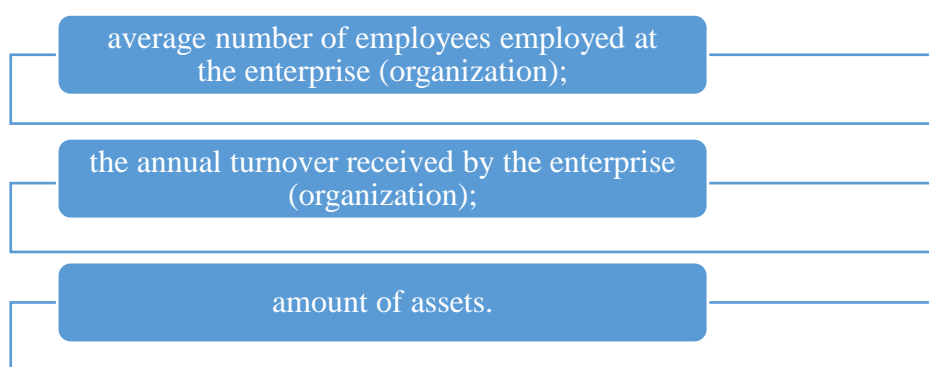 average number of employees employed at
the enterprise (organization);
the annual turnover received by the enterprise
(organization);
amount of assets.